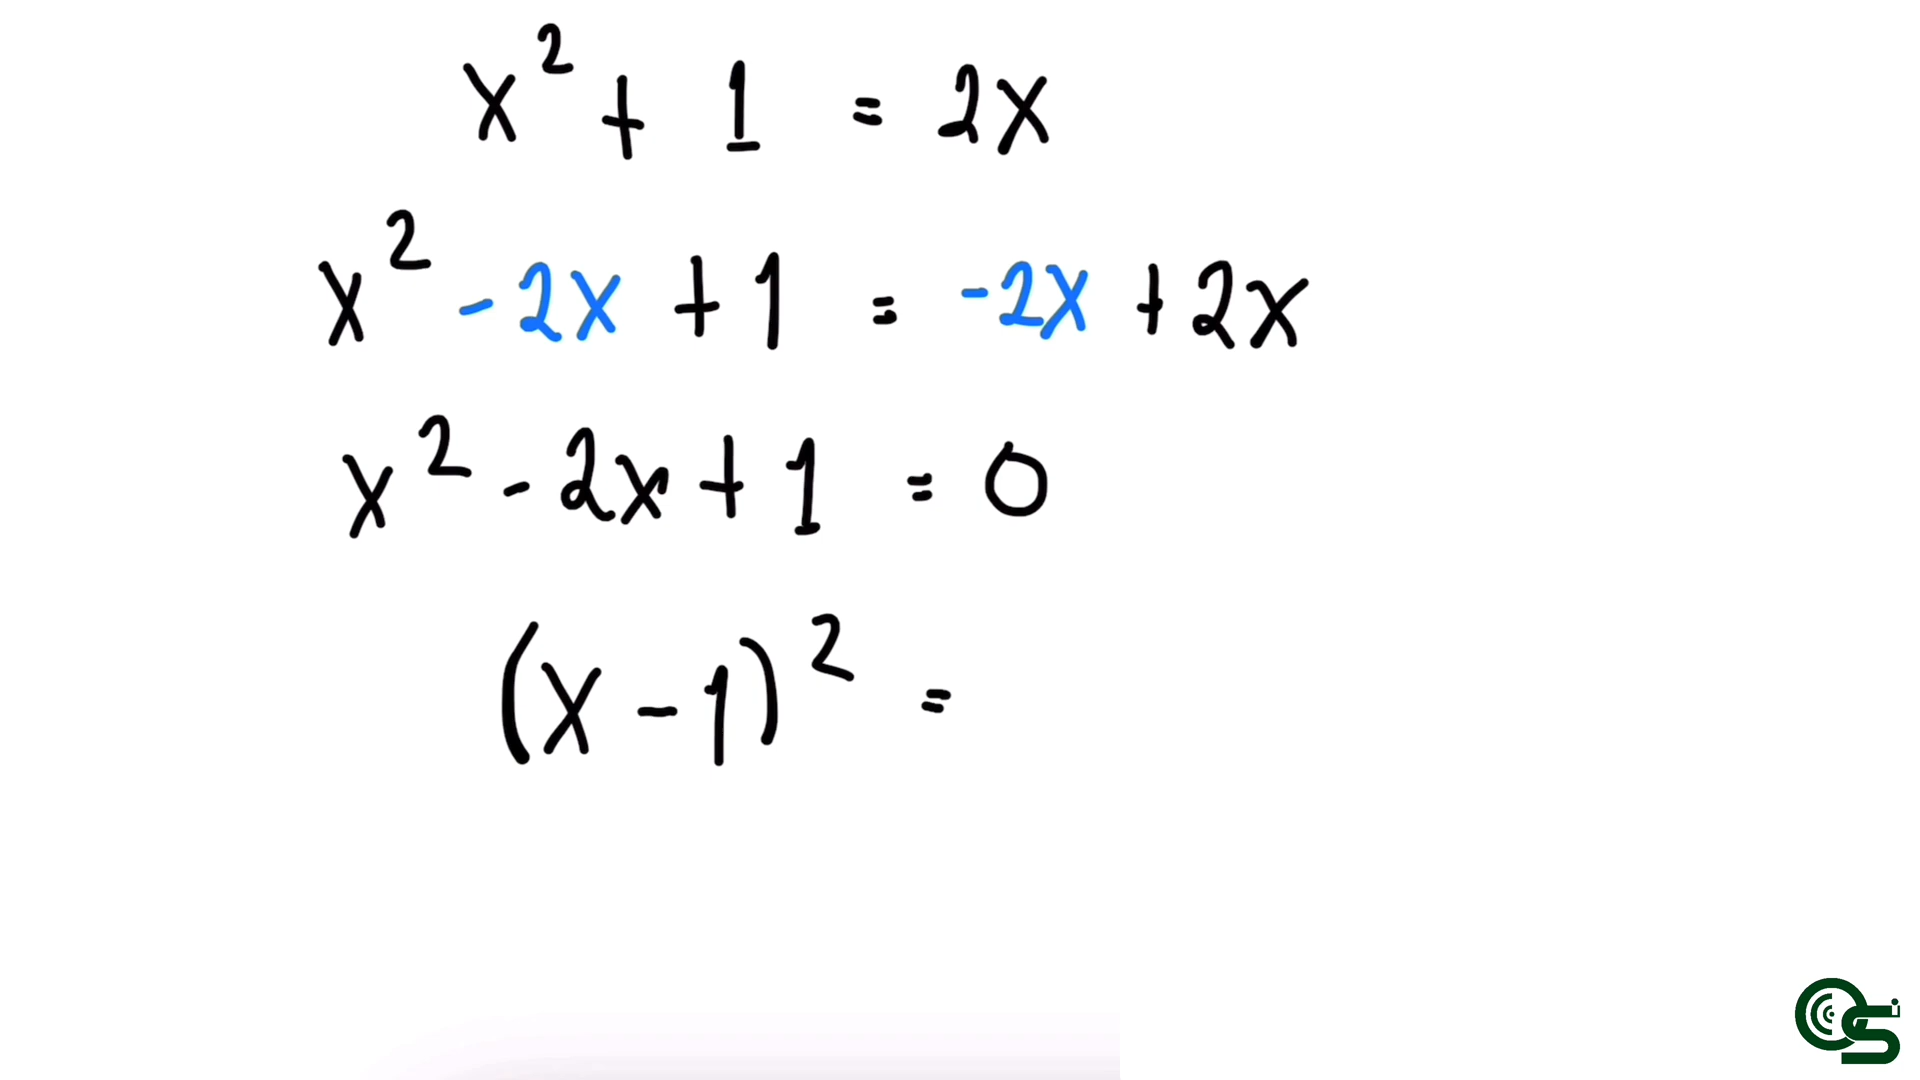 x² + 1 = 2x
x² - 2x + 1 = -2x + 2x
x² - 2x + 1 = 0
(x - 1)² =